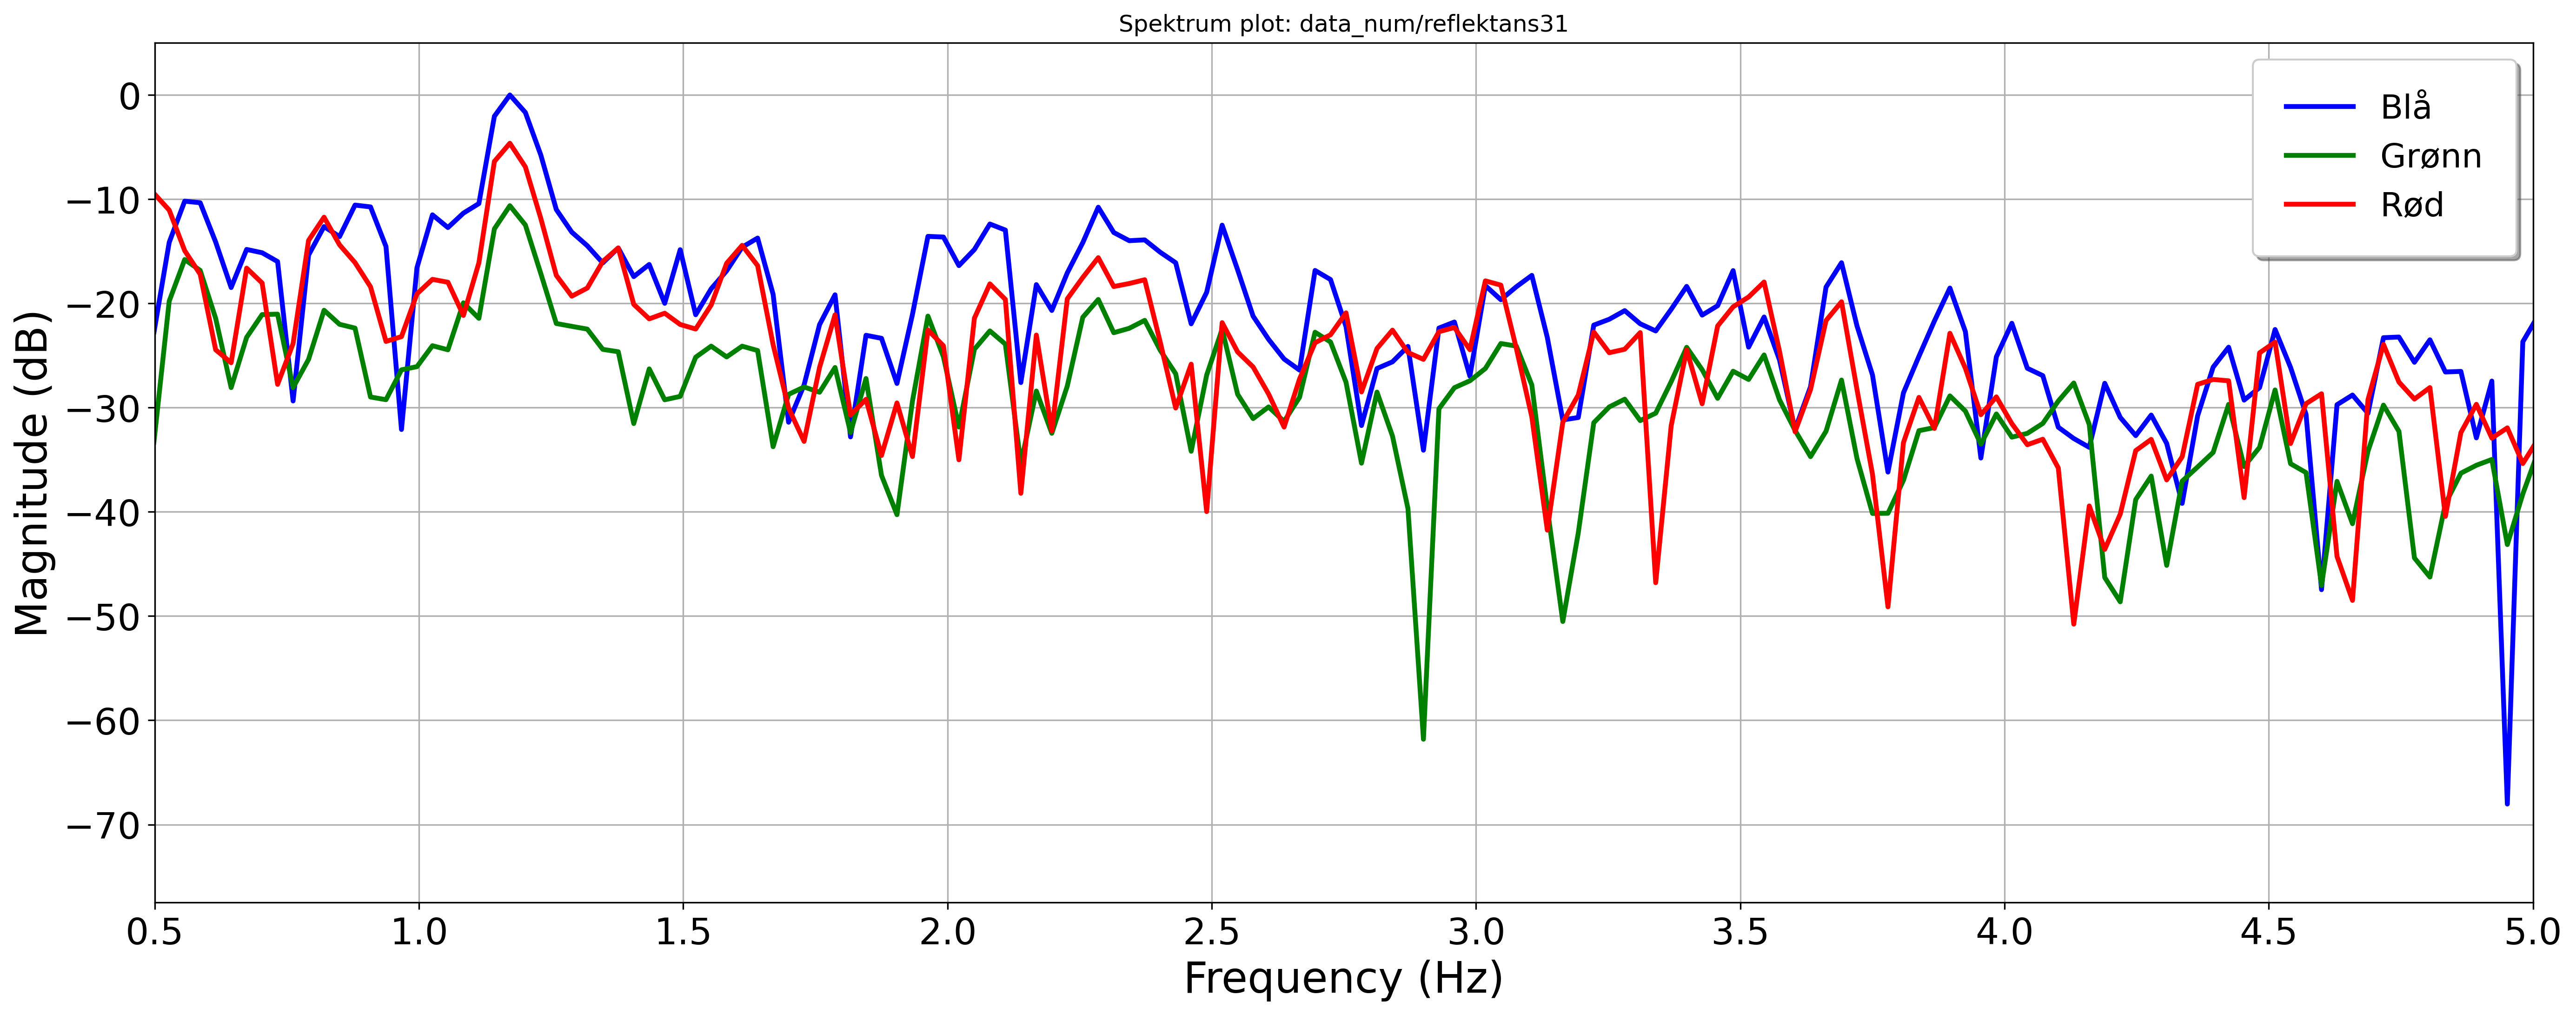 Spektrum plot: data_num/reflektans31
Magnitude (dB)
0
−10
−20
−30
−40
−50
−60
−70
Blå
Grønn
Rød
0.5 1.0 1.5 2.0 2.5 3.0 3.5 4.0 4.5 5.0
Frequency (Hz)